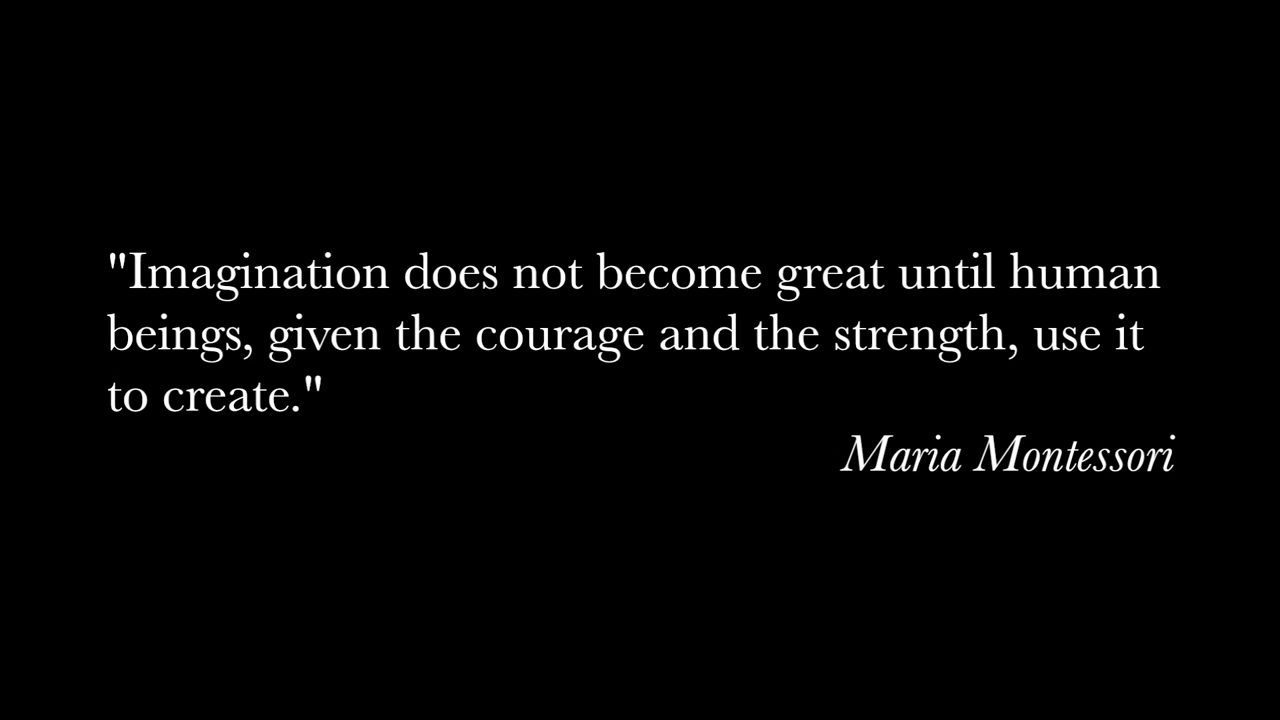 "Imagination does not become great until human
beings, given the courage and the strength, use it
to create."
Maria Montessori